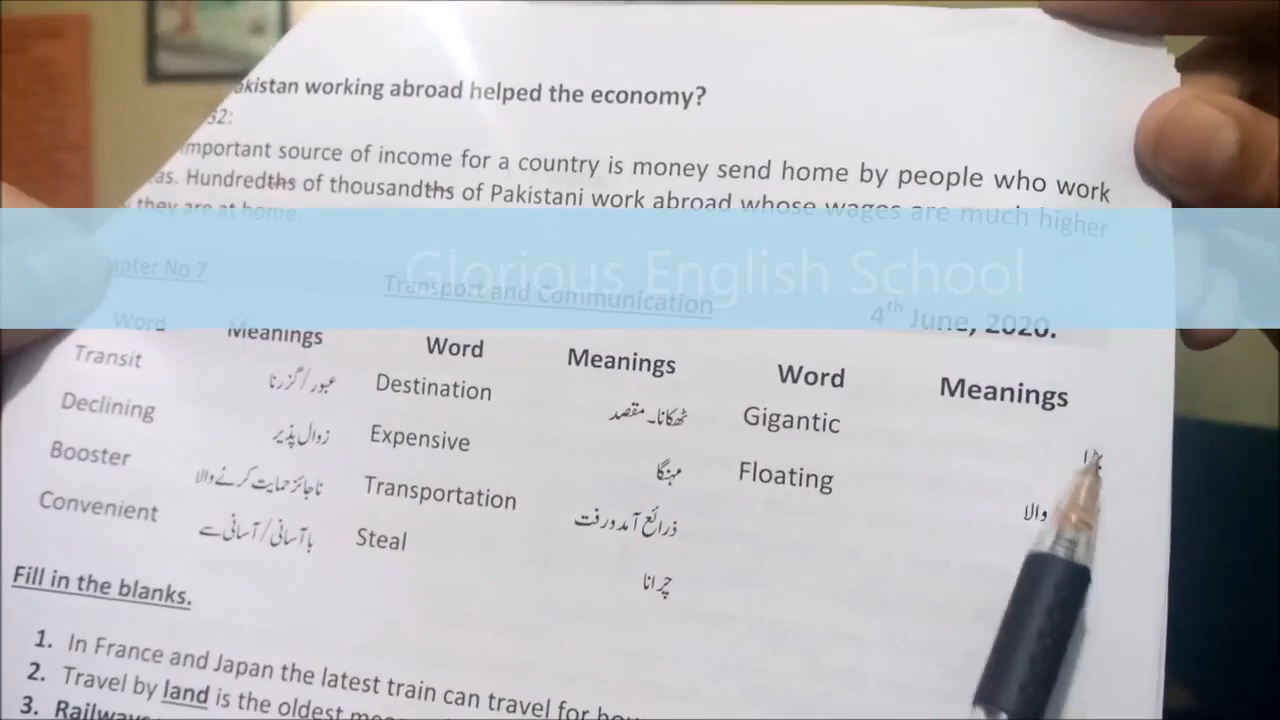 akistan working abroad helped the economy?
s2:
important source of income for a country is money send home by people who work
as. Hundredths of thousandths of Pakistani work abroad whose wages are much higher
they are at home.
Glorious English School
apter No 7 Transport and Communication 4th June, 2020.
Word Meanings Word Meanings Word Meanings
Transit عبور/گزرنا Destination ٹھکانا۔ مقصد Gigantic بڑا
Declining زوال پذیر Expensive مہنگا Floating والا
Booster ناجائز حمایت کرنے والا Transportation ذرائع آمدورفت
Convenient باآسانی/آسانی سے Steal چرانا
Fill in the blanks.
1. In France and Japan the latest train can travel for
2. Travel by land is the oldest
3. Railways